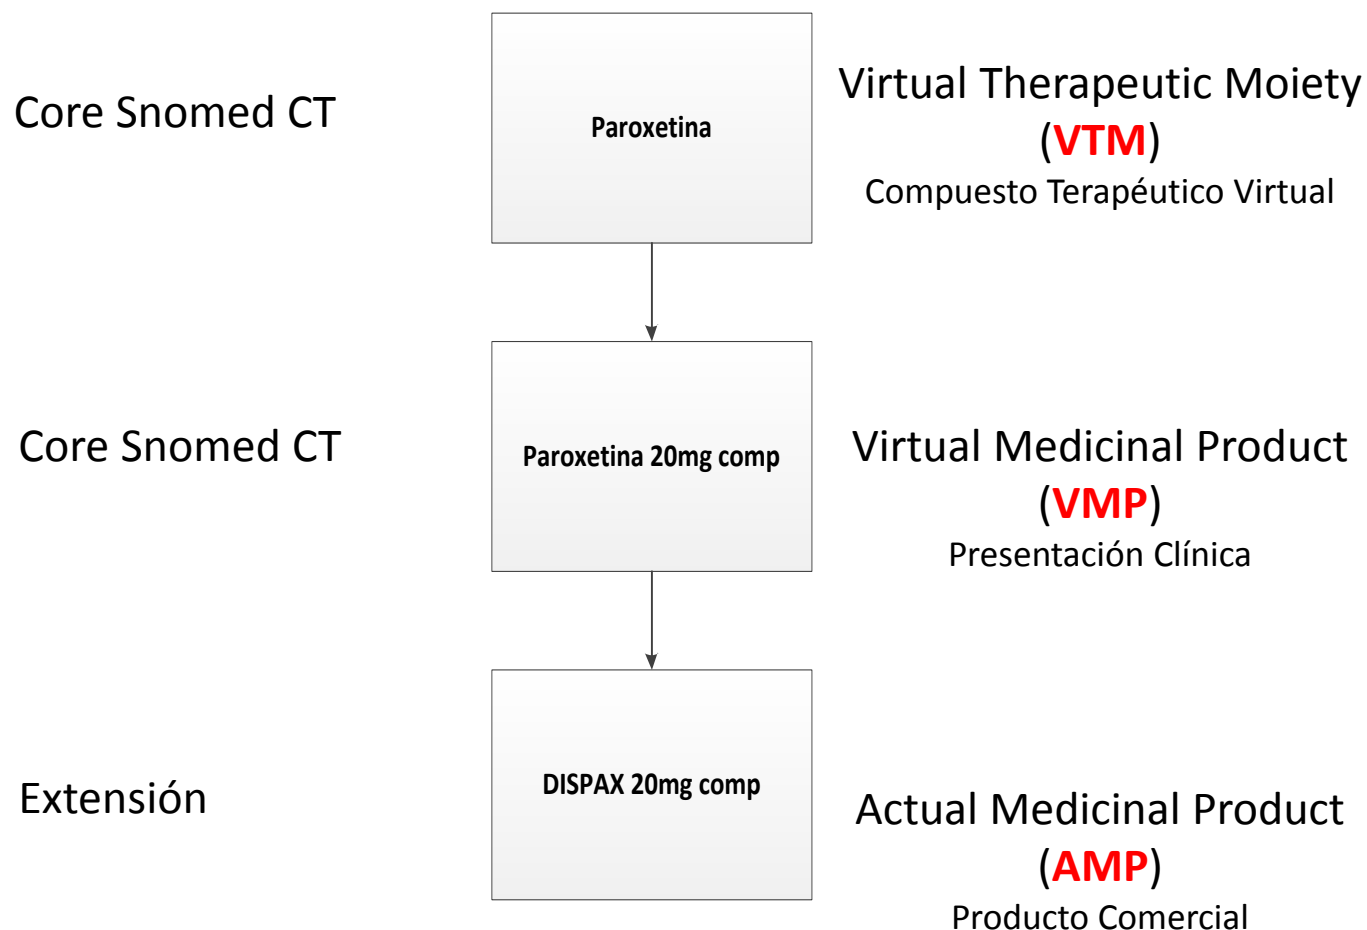 Core Snomed CT
Paroxetina
Virtual Therapeutic Moiety
(VTM)
Compuesto Terapéutico Virtual
Core Snomed CT
Paroxetina 20mg comp
Virtual Medicinal Product
(VMP)
Presentación Clínica
Extensión
DISPAX 20mg comp
Actual Medicinal Product
(AMP)
Producto Comercial